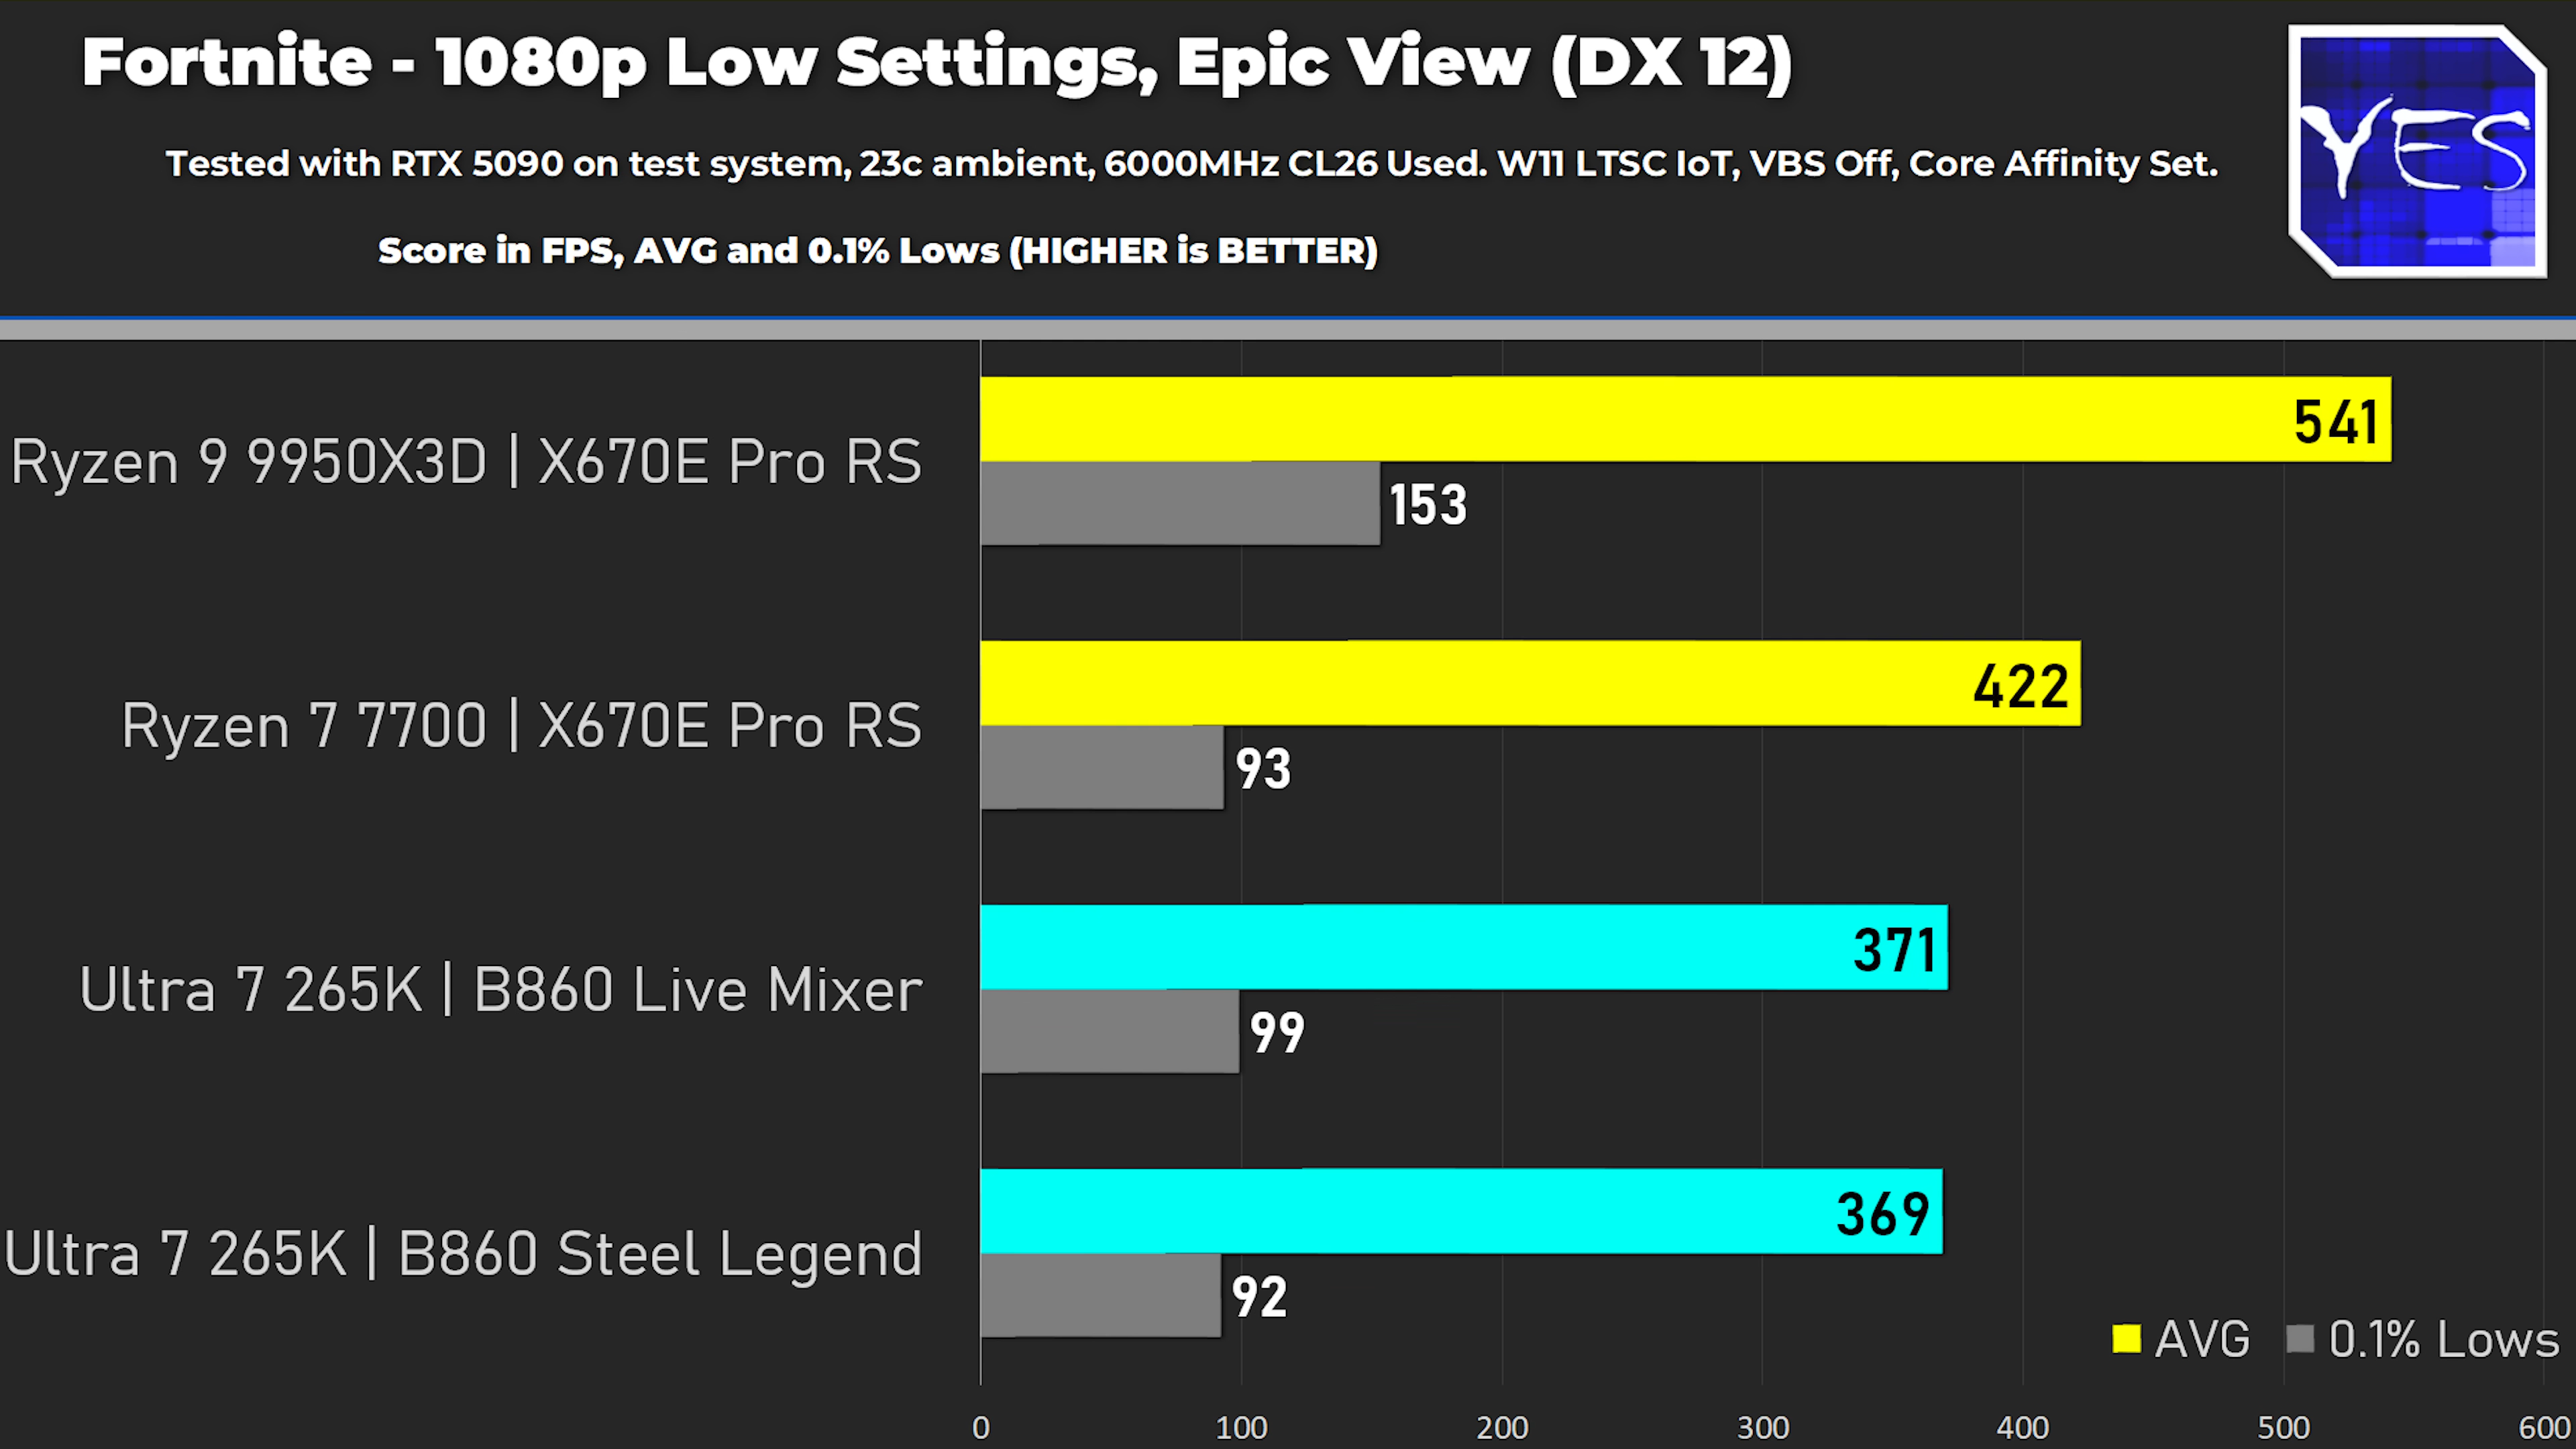 Fortnite - 1080p Low Settings, Epic View (DX 12)
Tested with RTX 5090 on test system, 23c ambient, 6000MHz CL26 Used. W11 LTSC IoT, VBS Off, Core Affinity Set.
Score in FPS, AVG and 0.1% Lows (HIGHER is BETTER)
YES
Ryzen 9 9950X3D | X670E Pro RS
541
153
Ryzen 7 7700 | X670E Pro RS
422
93
Ultra 7 265K | B860 Live Mixer
371
99
Ultra 7 265K | B860 Steel Legend
369
92
AVG 0.1% Lows
0 100 200 300 400 500 600